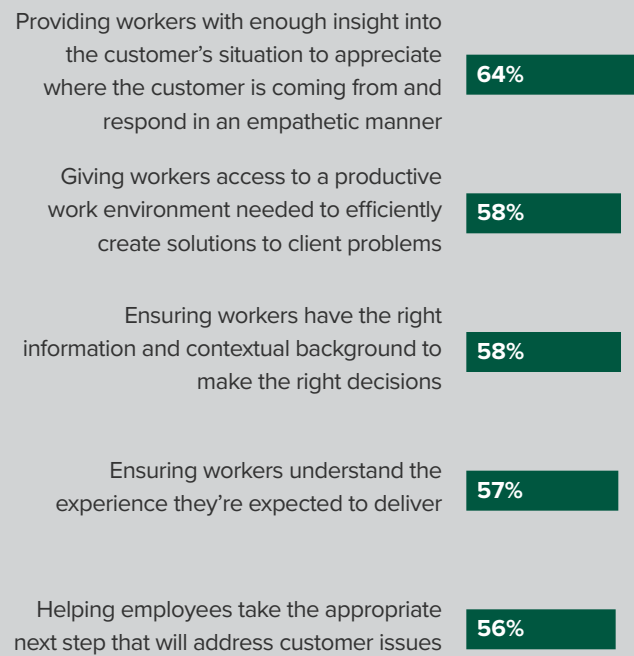 Providing workers with enough insight into
the customer’s situation to appreciate
where the customer is coming from and
respond in an empathetic manner
64%
Giving workers access to a productive
work environment needed to efficiently
create solutions to client problems
58%
Ensuring workers have the right
information and contextual background to
make the right decisions
58%
Ensuring workers understand the
experience they’re expected to deliver
57%
Helping employees take the appropriate
next step that will address customer issues
56%